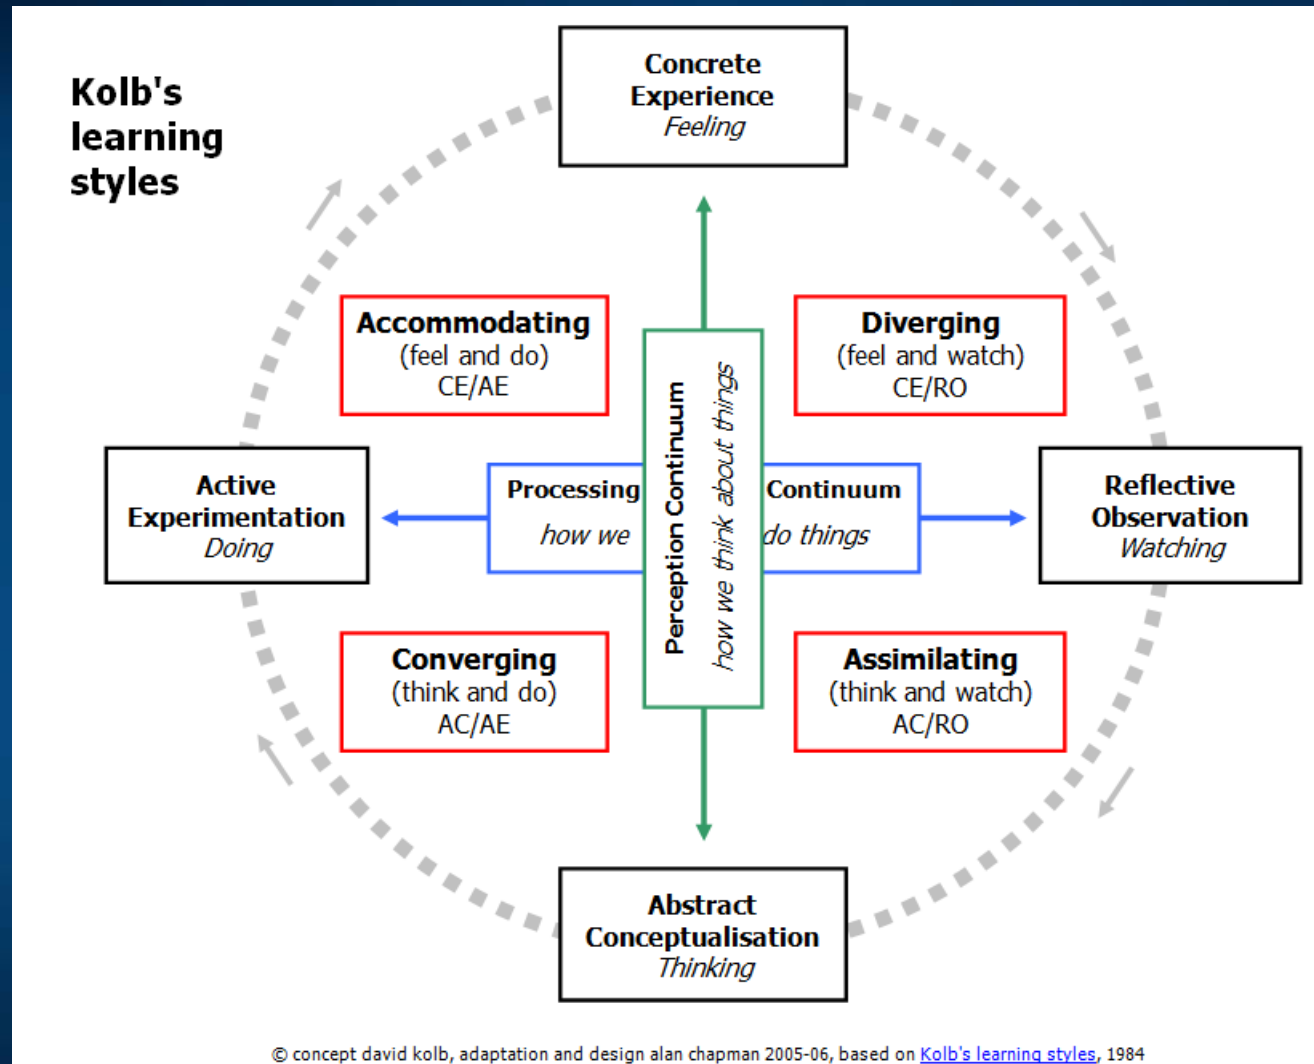 Kolb's
learning
styles
Concrete
Experience
Feeling
Accommodating
(feel and do)
CE/AE
Diverging
(feel and watch)
CE/RO
Active
Experimentation
Doing
Processing Continuum
how we do things
Perception Continuum
how we think about things
Reflective
Observation
Watching
Converging
(think and do)
AC/AE
Assimilating
(think and watch)
AC/RO
Abstract
Conceptualisation
Thinking
© concept david kolb, adaptation and design alan chapman 2005-06, based on Kolb's learning styles, 1984